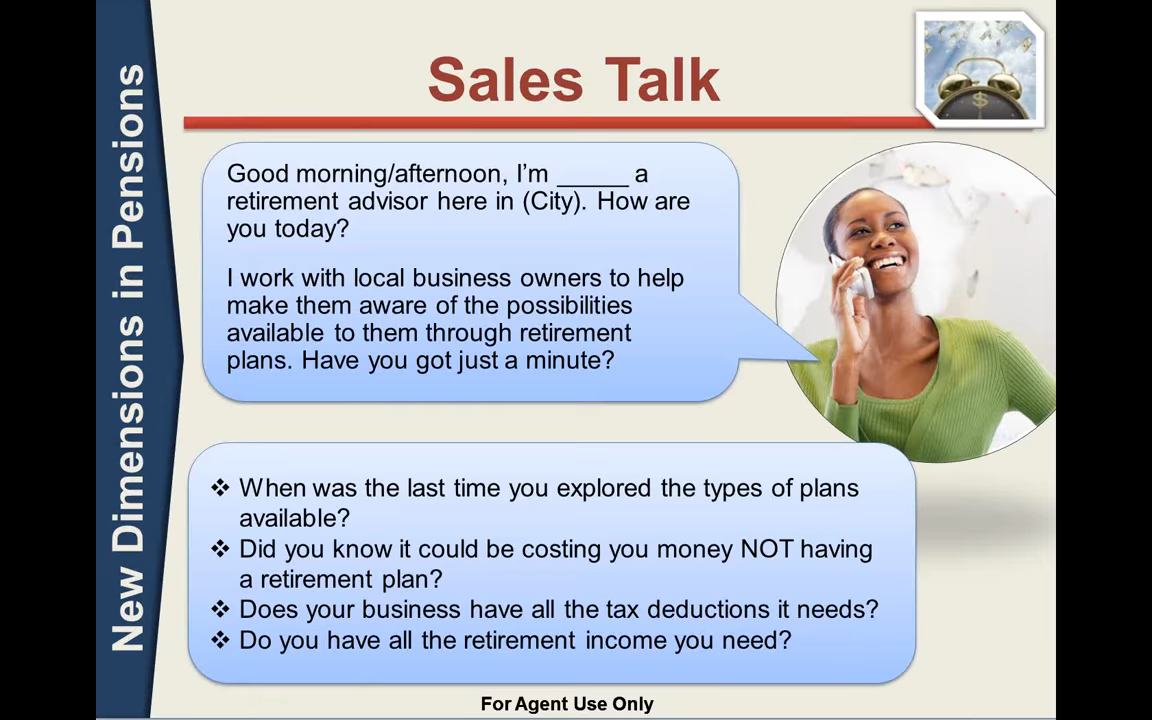 Sales Talk
New Dimensions in Pensions
Good morning/afternoon, I’m _____ a
retirement advisor here in (City). How are
you today?
I work with local business owners to help
make them aware of the possibilities
available to them through retirement
plans. Have you got just a minute?
❖ When was the last time you explored the types of plans
available?
❖ Did you know it could be costing you money NOT having
a retirement plan?
❖ Does your business have all the tax deductions it needs?
❖ Do you have all the retirement income you need?
For Agent Use Only